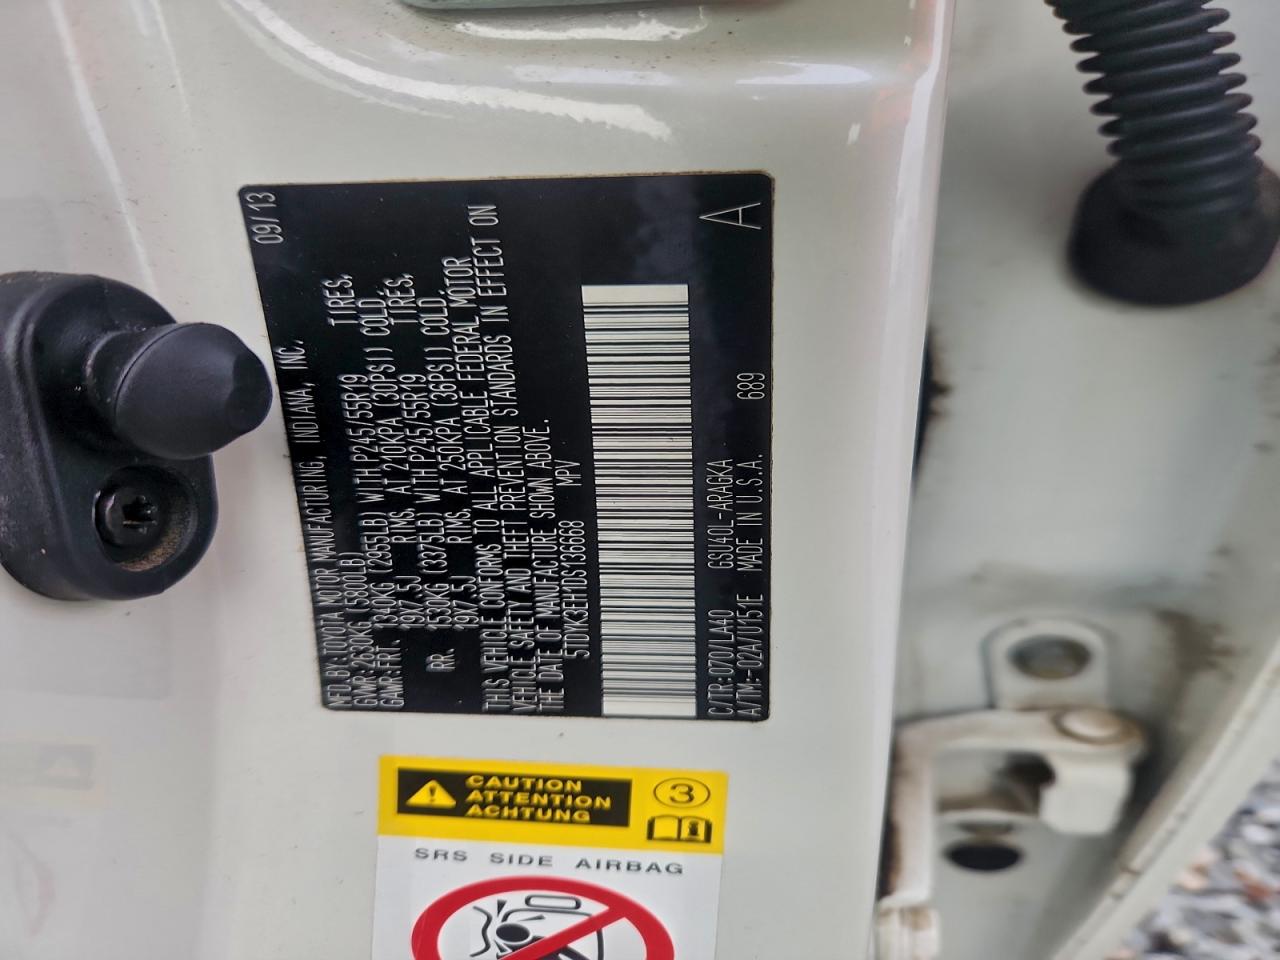 MFD BY:TOYOTA MOTOR MANUFACTURING, INDIANA, INC. 09/13
GVWR:2630KG (5800LB)
GAWR:FRT. 1340KG (2955LB) WITH P245/55R19 TIRES,
19X7.5J RIMS, AT 210KPA (30PSI) COLD.
RR. 1530KG (3375LB) WITH P245/55R19 TIRES,
19X7.5J RIMS, AT 250KPA (36PSI) COLD.
THIS VEHICLE CONFORMS TO ALL APPLICABLE FEDERAL MOTOR
VEHICLE SAFETY AND THEFT PREVENTION STANDARDS IN EFFECT ON
THE DATE OF MANUFACTURE SHOWN ABOVE.
5TDYK3EH1DS136668 MPV
C/TR:070/LA40 GSU40L-ARAGKA 689 A
A/TM:-02A/U151E MADE IN U.S.A.
CAUTION
ATTENTION
ACHTUNG
3
SRS SIDE AIRBAG